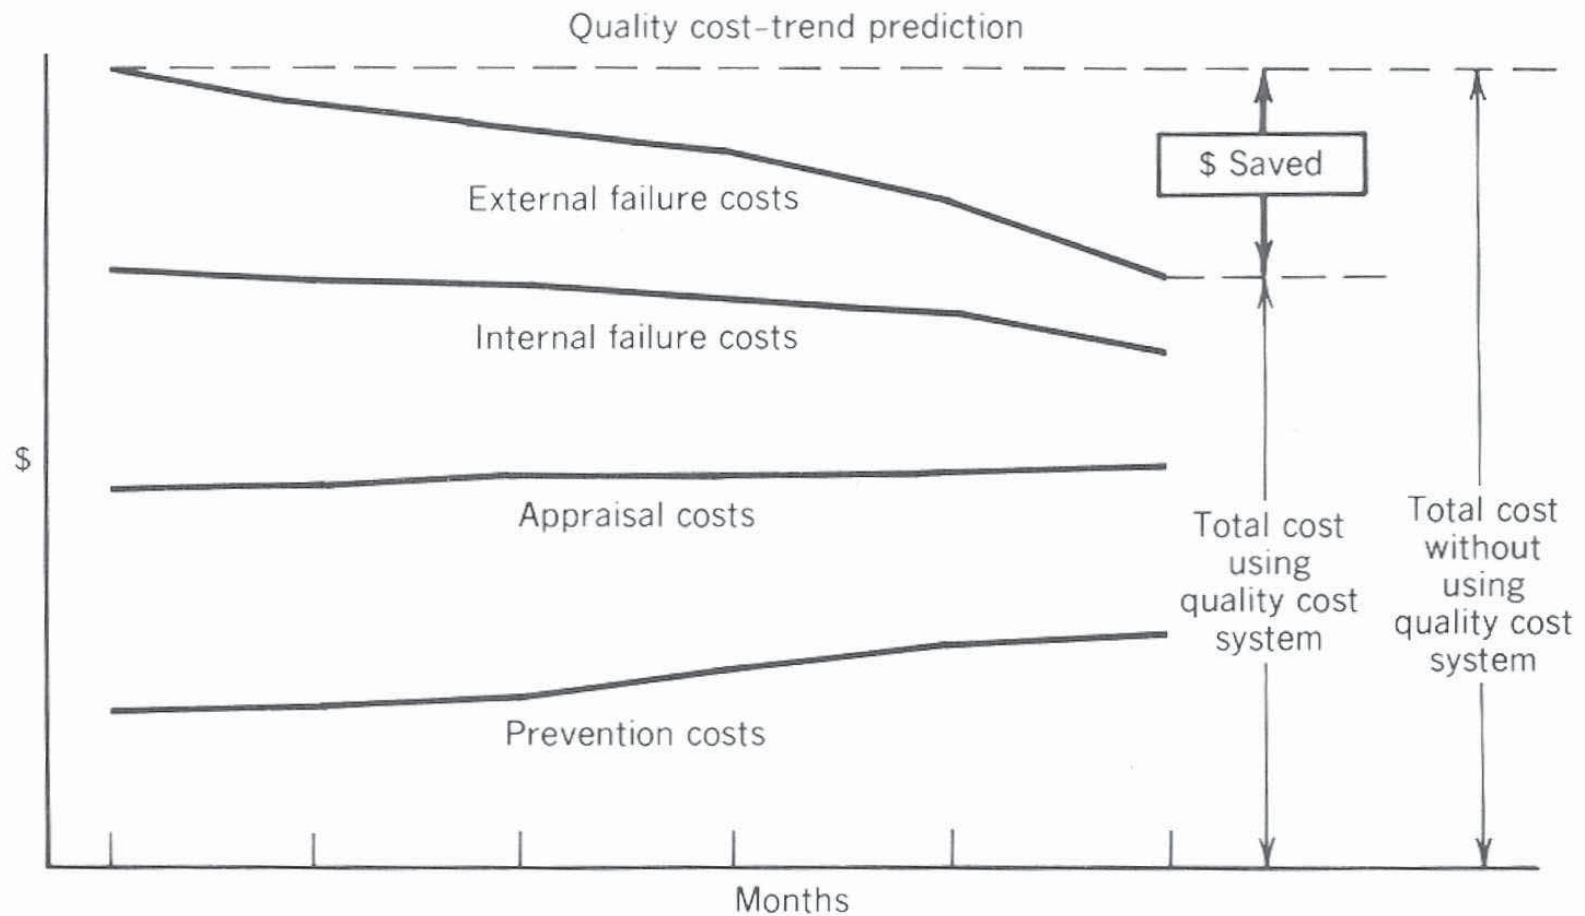 Quality cost-trend prediction
$ Saved
External failure costs
Internal failure costs
$
Appraisal costs
Total cost
using
quality cost
system
Total cost
without
using
quality cost
system
Prevention costs
Months